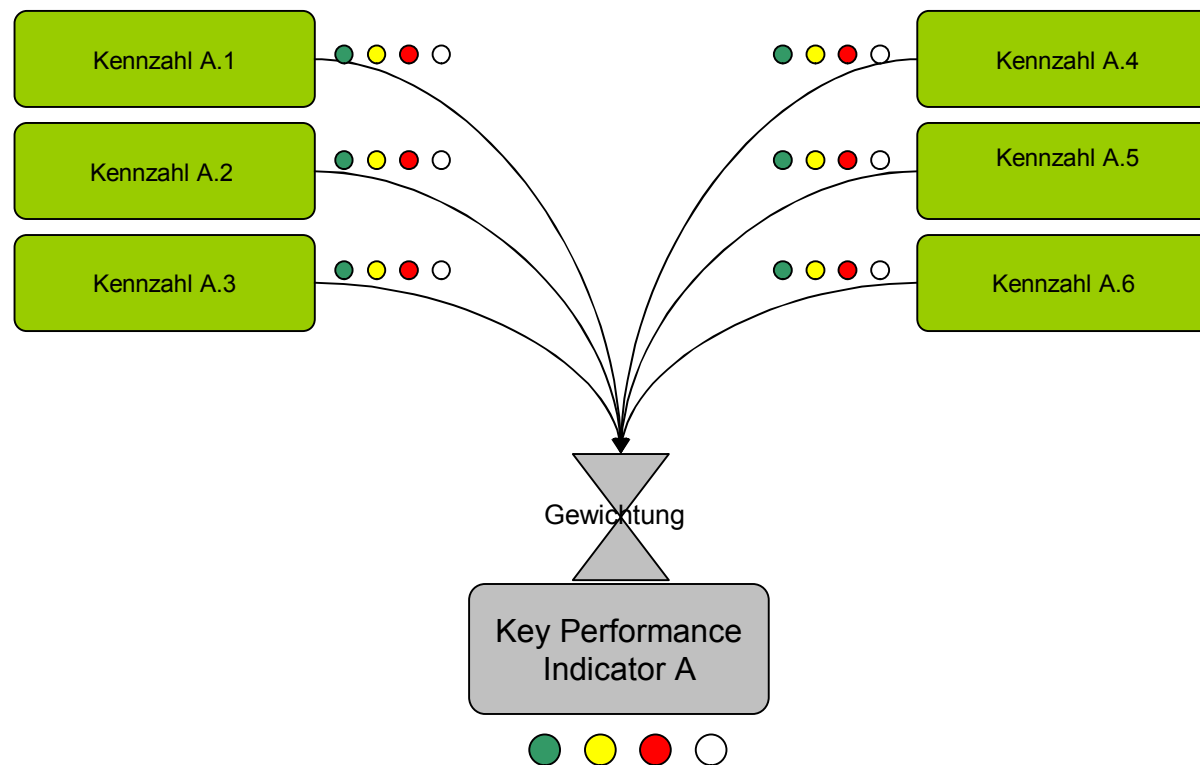 Kennzahl A.1
Kennzahl A.4
Kennzahl A.2
Kennzahl A.5
Kennzahl A.3
Kennzahl A.6
Gewichtung
Key Performance
Indicator A